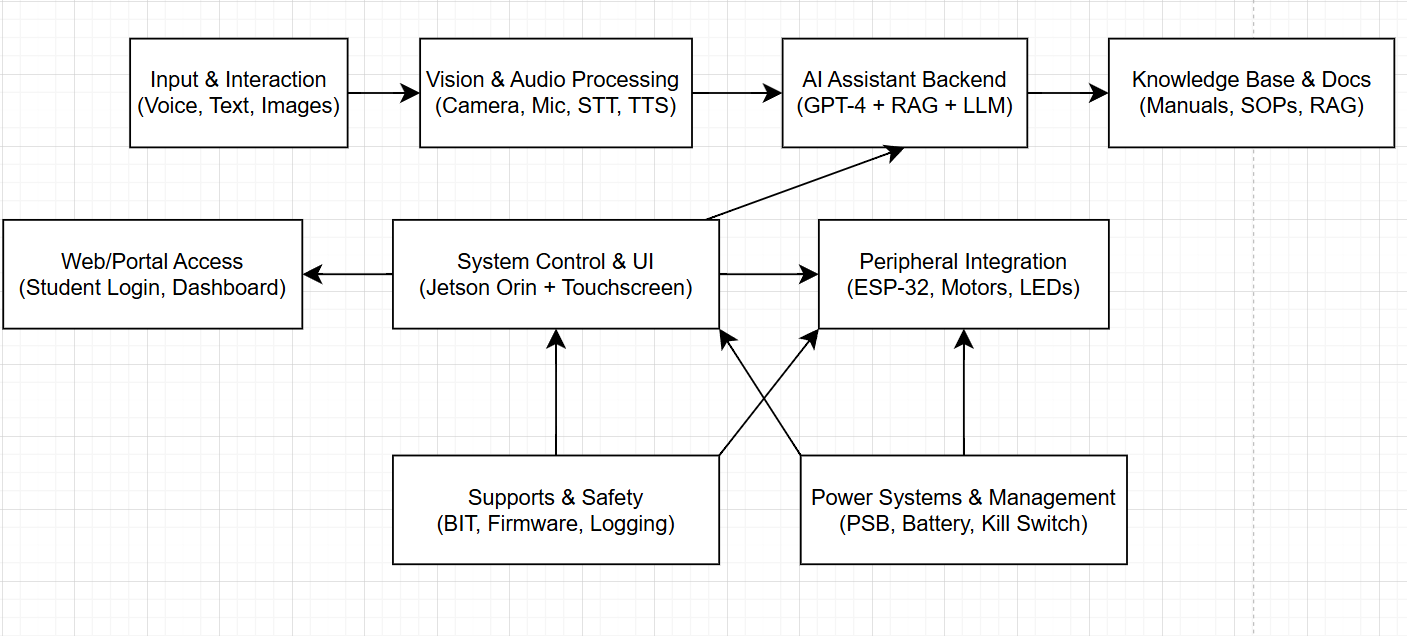 Input & Interaction
(Voice, Text, Images)
Vision & Audio Processing
(Camera, Mic, STT, TTS)
AI Assistant Backend
(GPT-4 + RAG + LLM)
Knowledge Base & Docs
(Manuals, SOPs, RAG)
Web/Portal Access
(Student Login, Dashboard)
System Control & UI
(Jetson Orin + Touchscreen)
Peripheral Integration
(ESP-32, Motors, LEDs)
Supports & Safety
(BIT, Firmware, Logging)
Power Systems & Management
(PSB, Battery, Kill Switch)